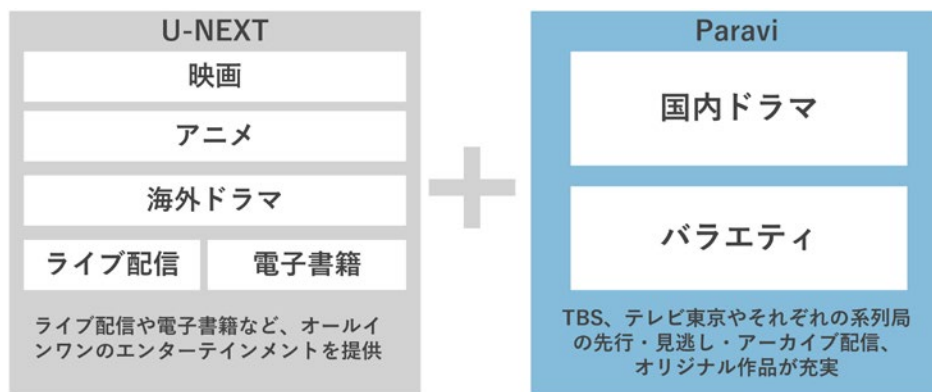 U-NEXT
映画
アニメ
海外ドラマ
ライブ配信
電子書籍
ライブ配信や電子書籍など、オールイ
ンワンのエンターテインメントを提供
Paravi
国内ドラマ
バラエティ
TBS、テレビ東京やそれぞれの系列局
の先行・見逃し・アーカイブ配信、
オリジナル作品が充実